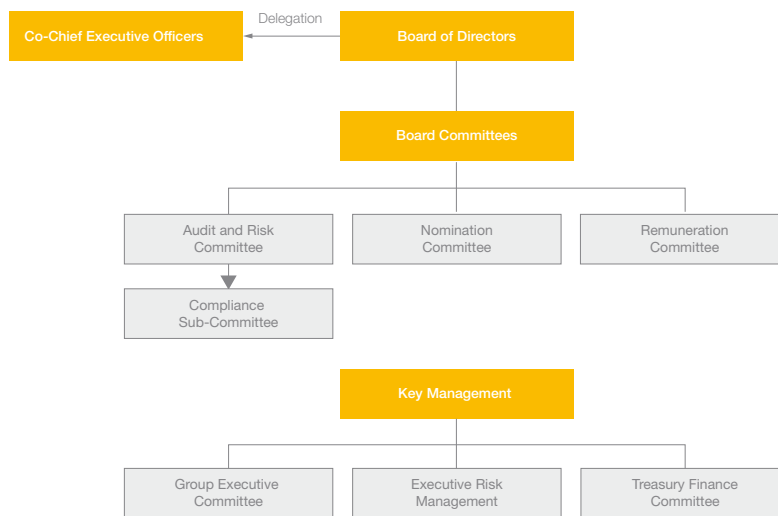 Delegation
Co-Chief Executive Officers
Board of Directors
Board Committees
Audit and Risk
Committee
Nomination
Committee
Remuneration
Committee
Compliance
Sub-Committee
Key Management
Group Executive
Committee
Executive Risk
Management
Treasury Finance
Committee